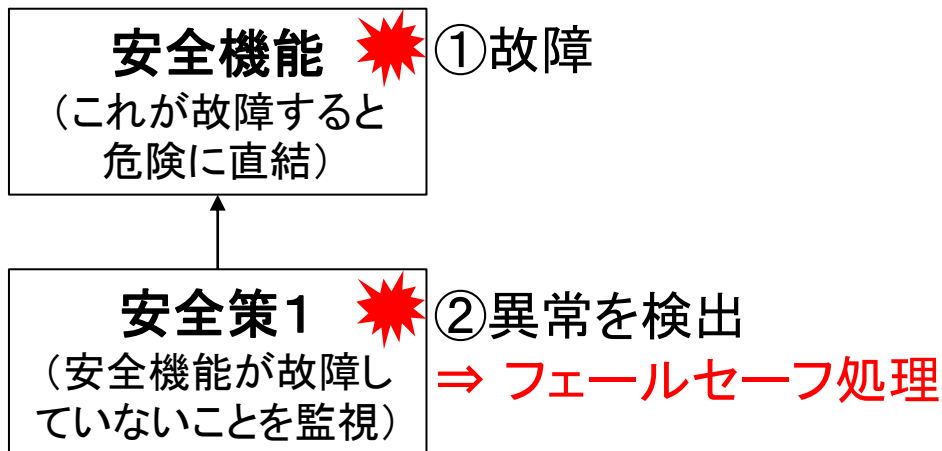 安全機能
（これが故障すると
危険に直結）
①故障
安全策１
（安全機能が故障し
ていないことを監視）
②異常を検出
⇒ フェールセーフ処理